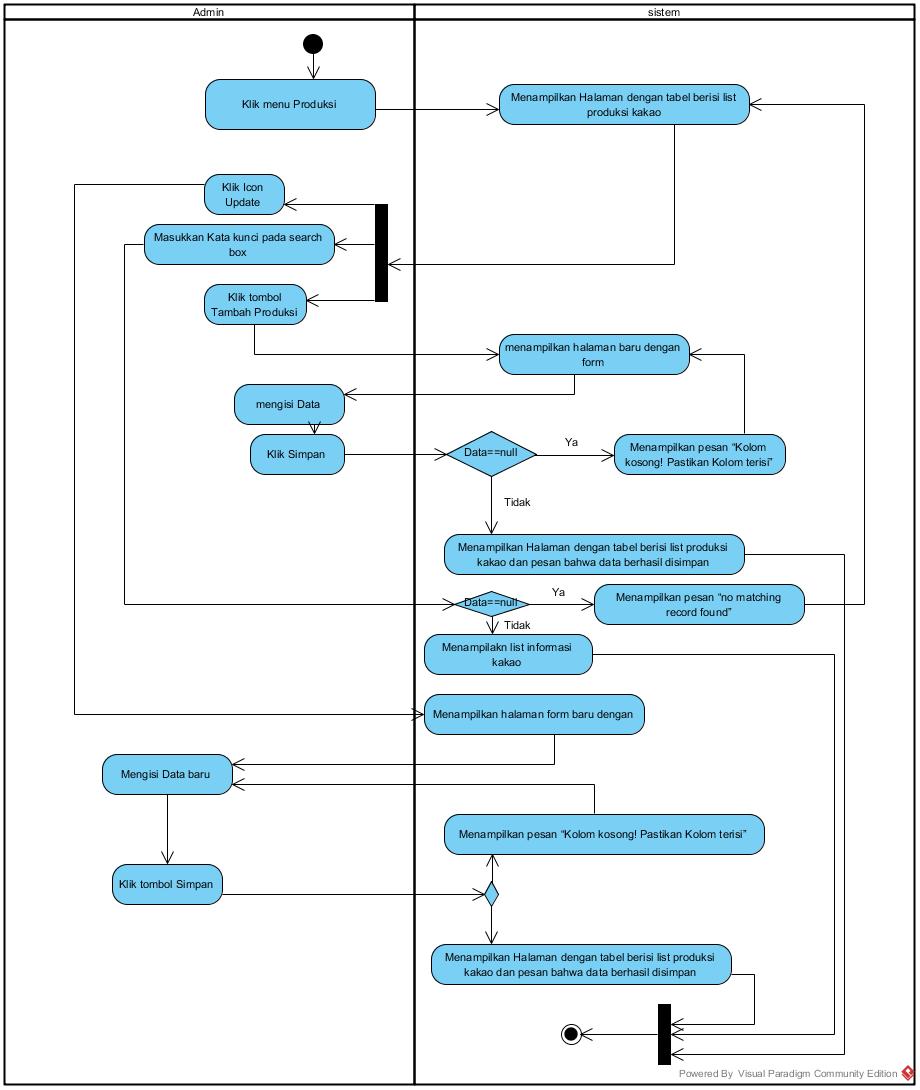 Admin
sistem
Klik menu Produksi
Menampilkan Halaman dengan tabel berisi list
produksi kakao
Klik Icon
Update
Masukkan Kata kunci pada search
box
Klik tombol
Tambah Produksi
menampilkan halaman baru dengan
form
mengisi Data
Klik Simpan
Data==null
Ya
Menampilkan pesan “Kolom
kosong! Pastikan Kolom terisi”
Tidak
Menampilkan Halaman dengan tabel berisi list produksi
kakao dan pesan bahwa data berhasil disimpan
Data==null
Ya
Menampilkan pesan “no matching
record found”
Tidak
Menampilakn list informasi
kakao
Menampilkan halaman form baru dengan
Mengisi Data baru
Menampilkan pesan “Kolom kosong! Pastikan Kolom terisi”
Klik tombol Simpan
Menampilkan Halaman dengan tabel berisi list produksi
kakao dan pesan bahwa data berhasil disimpan
Powered By Visual Paradigm Community Edition